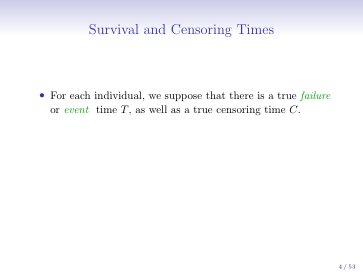 Survival and Censoring Times
• For each individual, we suppose that there is a true failure
or event time T, as well as a true censoring time C.
4 / 53